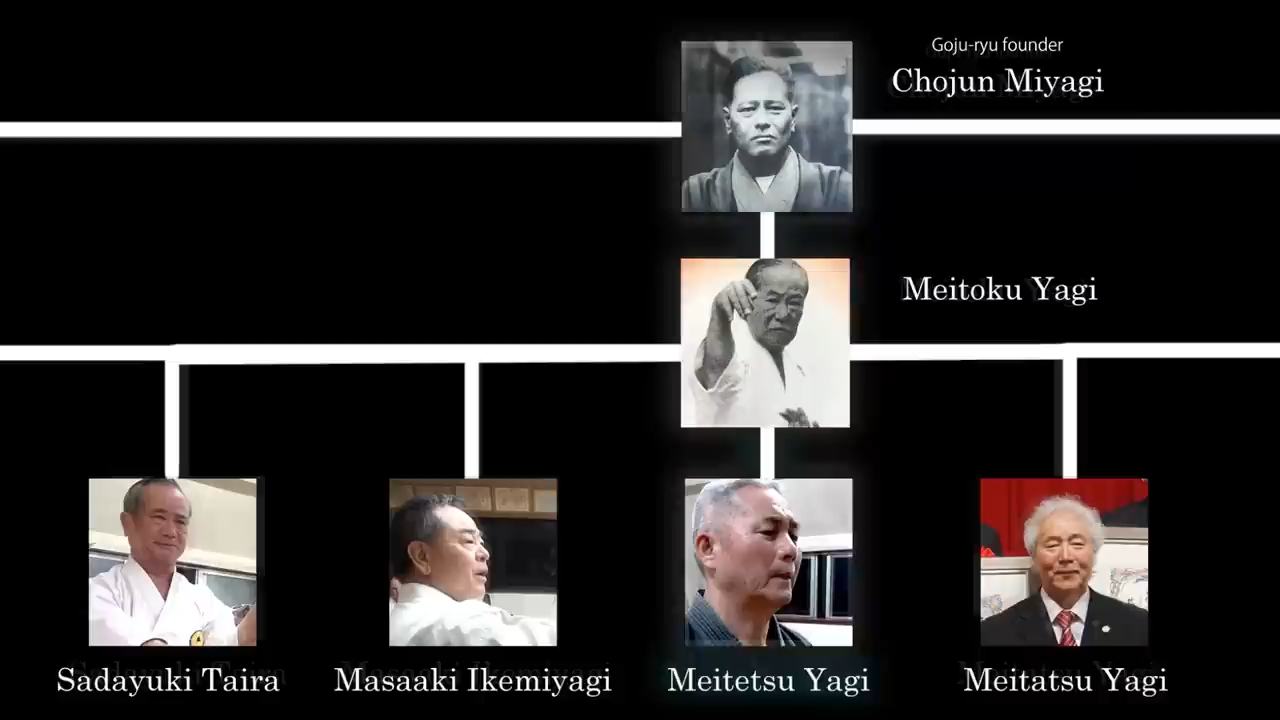 Goju-ryu founder
Chojun Miyagi
Meitoku Yagi
Sadayuki Taira
Masaaki Ikemiyagi
Meitetsu Yagi
Meitatsu Yagi